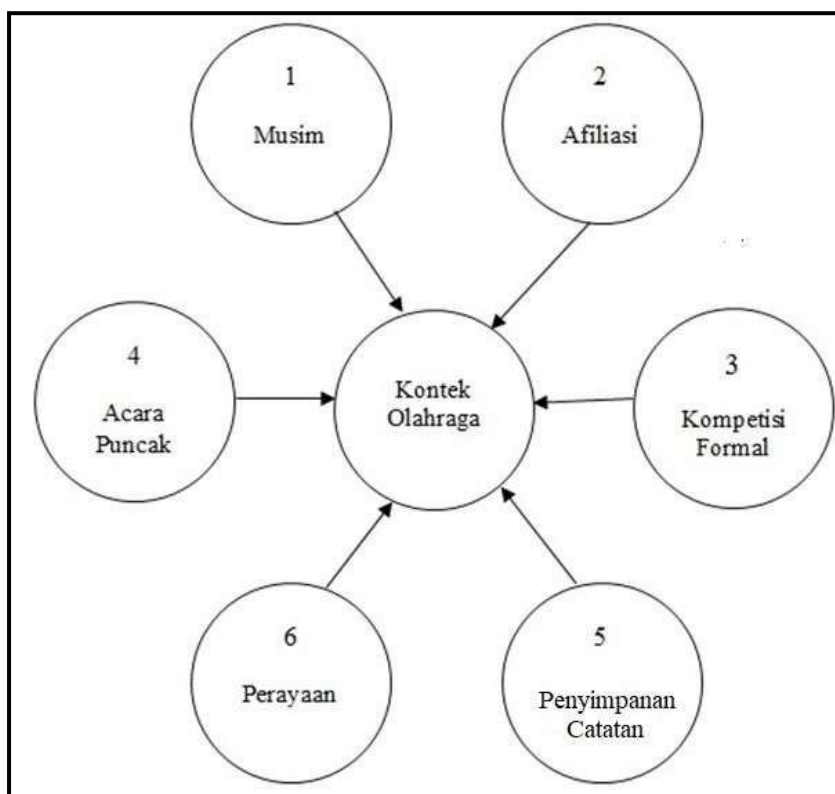 1
Musim
2
Afiliasi
4
Acara
Puncak
Kontek
Olahraga
3
Kompetisi
Formal
6
Perayaan
5
Penyimpanan
Catatan